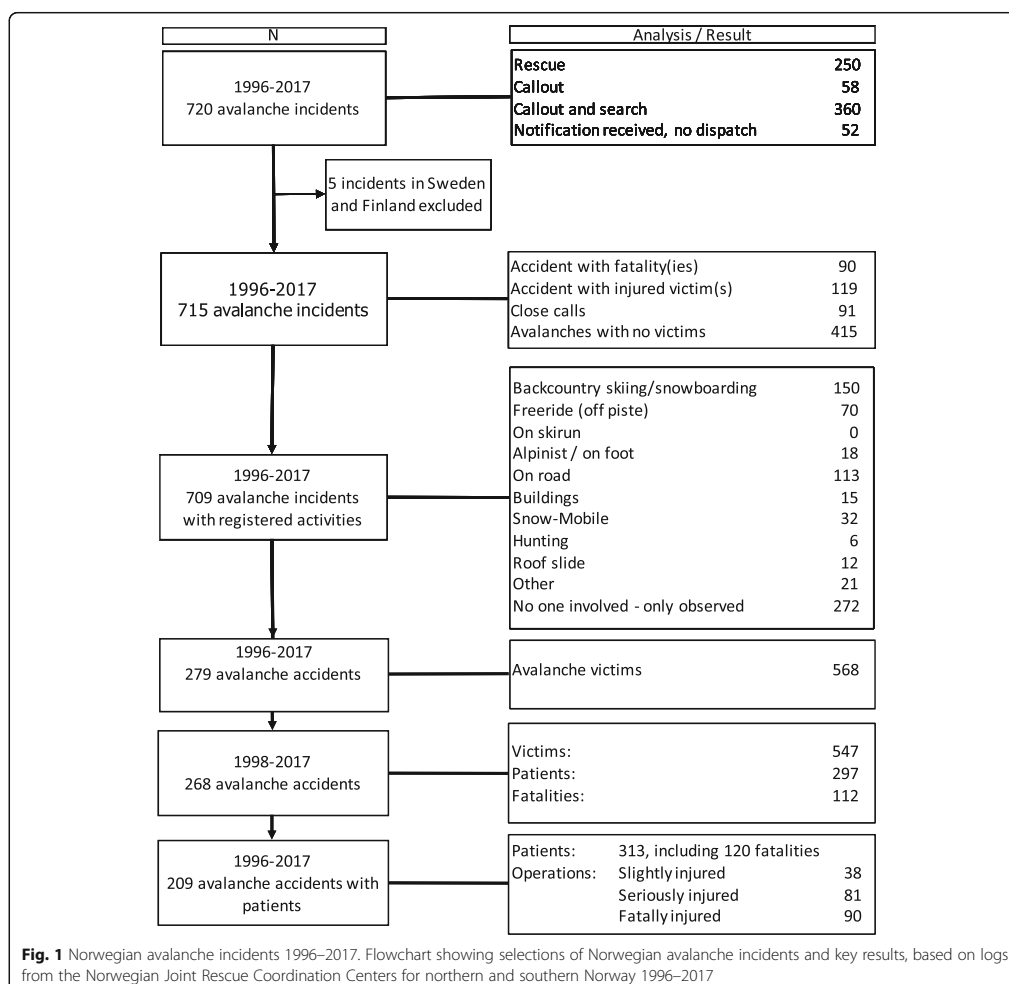 N
Analysis / Result
1996-2017
720 avalanche incidents
Rescue 250
Callout 58
Callout and search 360
Notification received, no dispatch 52
5 incidents in Sweden
and Finland excluded
1996-2017
715 avalanche incidents
Accident with fatality(ies) 90
Accident with injured victim(s) 119
Close calls 91
Avalanches with no victims 415
1996-2017
709 avalanche incidents
with registered activities
Backcountry skiing/snowboarding 150
Freeride (off piste) 70
On skirun 0
Alpinist / on foot 18
On road 113
Buildings 15
Snow-Mobile 32
Hunting 6
Roof slide 12
Other 21
No one involved - only observed 272
1996-2017
279 avalanche accidents
Avalanche victims 568
1998-2017
268 avalanche accidents
Victims: 547
Patients: 297
Fatalities: 112
1996-2017
209 avalanche accidents with
patients
Patients: 313, including 120 fatalities
Operations: Slightly injured 38
Seriously injured 81
Fatally injured 90
Fig. 1 Norwegian avalanche incidents 1996–2017. Flowchart showing selections of Norwegian avalanche incidents and key results, based on logs
from the Norwegian Joint Rescue Coordination Centers for northern and southern Norway 1996–2017